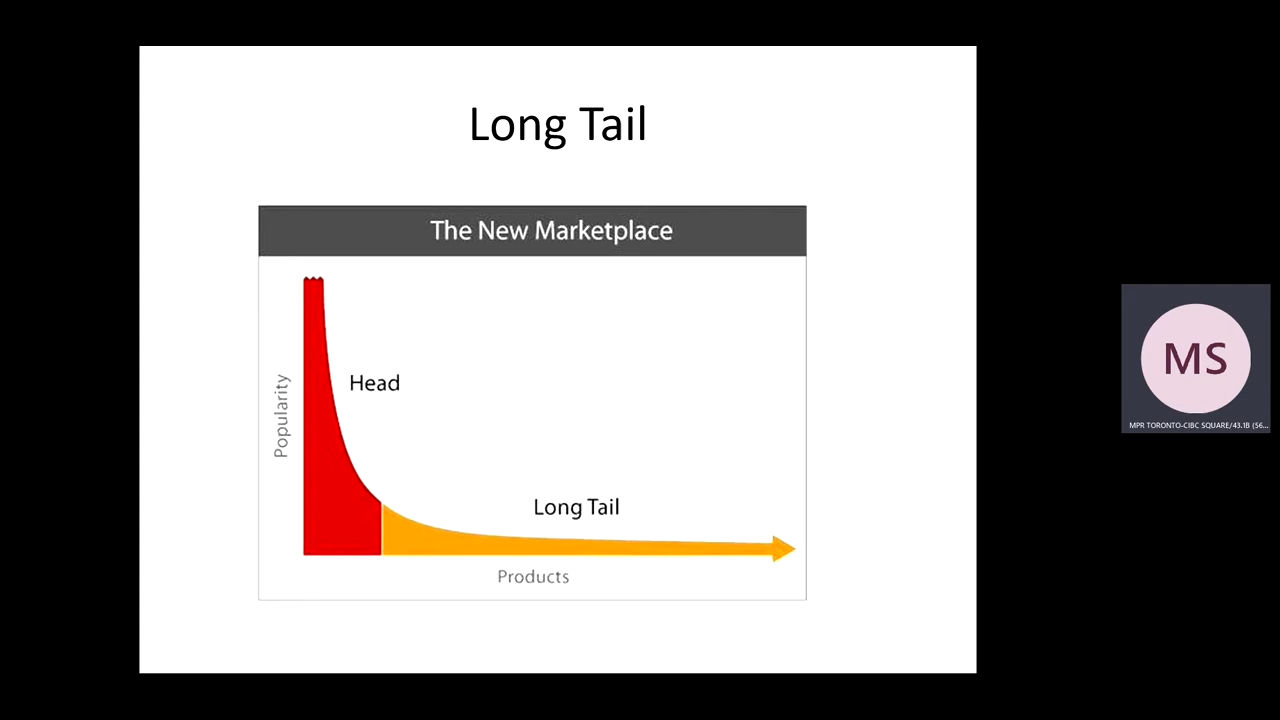 Long Tail
The New Marketplace
Head
Popularity
Long Tail
Products
MS
MPR TORONTO-CIBC SQUARE/43.1B (56...